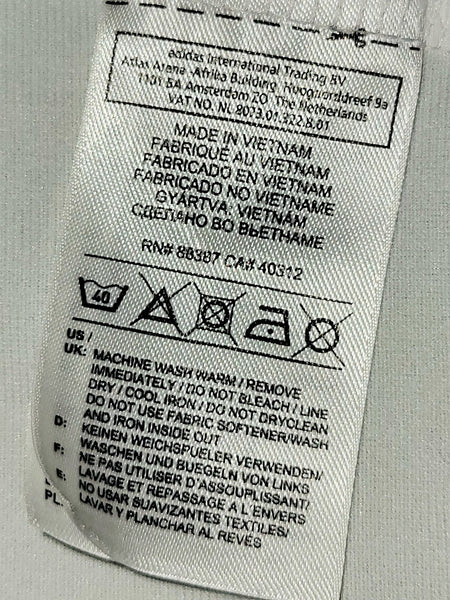 adidas International Trading BV
Atlas Arena -Afrika Building, Hoogoorddreef 9a
1101 BA Amsterdam ZO The Netherlands
VAT NO. NL 8073.01.322.B.01
MADE IN VIETNAM
FABRIQUE AU VIETNAM
FABRICADO EN VIETNAM
FABRICADO NO VIETNAME
GYÁRTVA: VIETNAM
СДЕЛАНО ВО ВЬЕТНАМЕ
RN# 88387 CA# 40312
40
US /
UK: MACHINE WASH WARM / REMOVE
IMMEDIATELY / DO NOT BLEACH / LINE
DRY / COOL IRON / DO NOT DRYCLEAN
DO NOT USE FABRIC SOFTENER/WASH
AND IRON INSIDE OUT
D: KEINEN WEICHSPUELER VERWENDEN/
WASCHEN UND BUEGELN VON LINKS
F: NE PAS UTILISER D'ASSOUPLISSANT/
LAVAGE ET REPASSAGE A L'ENVERS
E: NO USAR SUAVIZANTES TEXTILES/
LAVAR Y PLANCHAR AL REVÉS